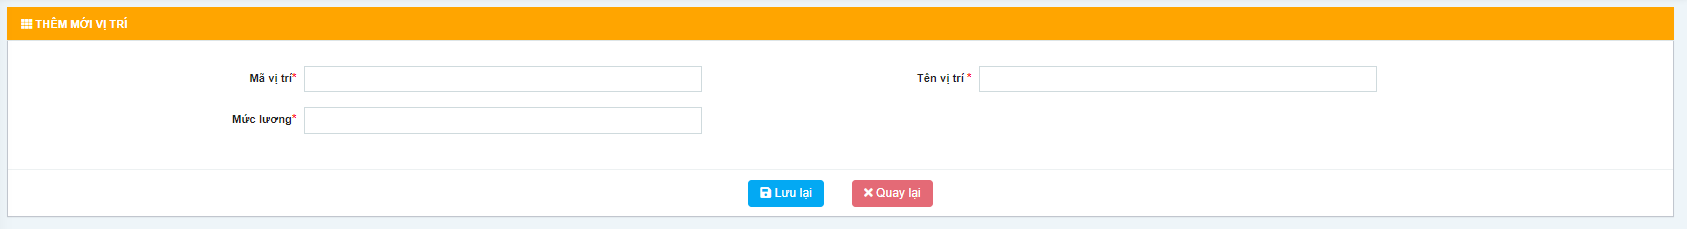 THÊM MỚI VỊ TRÍ
Mã vị trí* Tên vị trí *
Mức lương*
Lưu lại Quay lại